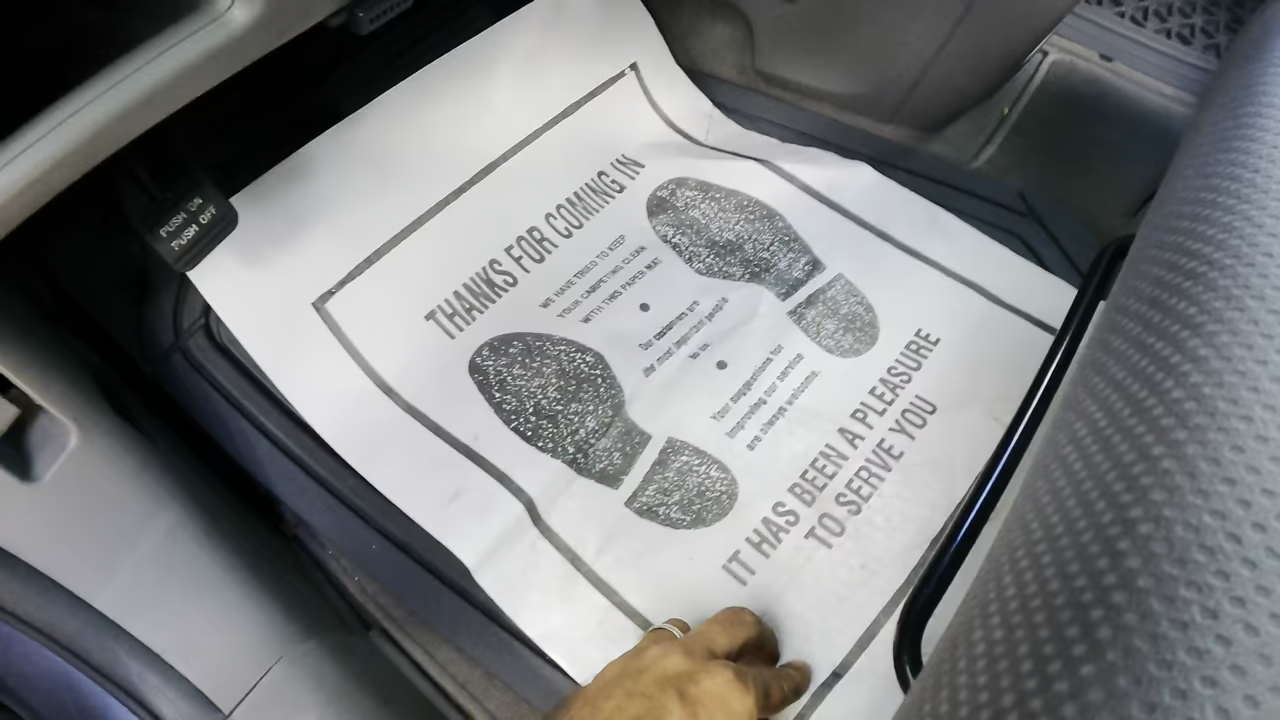 PUSH ON
PUSH OFF
THANKS FOR COMING IN
WE HAVE TRIED TO KEEP
YOUR CARPETING CLEAN
WITH THIS PAPER MAT
Our customers are
the most important people
to us.
Your suggestions for
improving our service
are always welcome.
IT HAS BEEN A PLEASURE
TO SERVE YOU